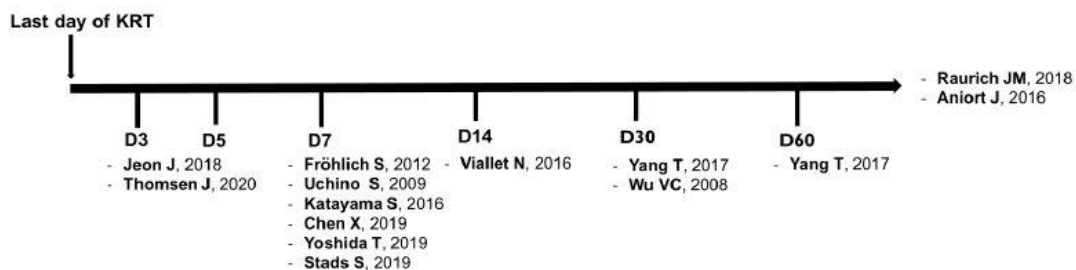 Last day of KRT
- Raurich JM, 2018
- Aniort J, 2016
D3 D5 D7 D14 D30 D60
- Jeon J, 2018
- Thomsen J, 2020
- Fröhlich S, 2012
- Uchino S, 2009
- Katayama S, 2016
- Chen X, 2019
- Yoshida T, 2019
- Stads S, 2019
- Viallet N, 2016
- Yang T, 2017
- Wu VC, 2008
- Yang T, 2017